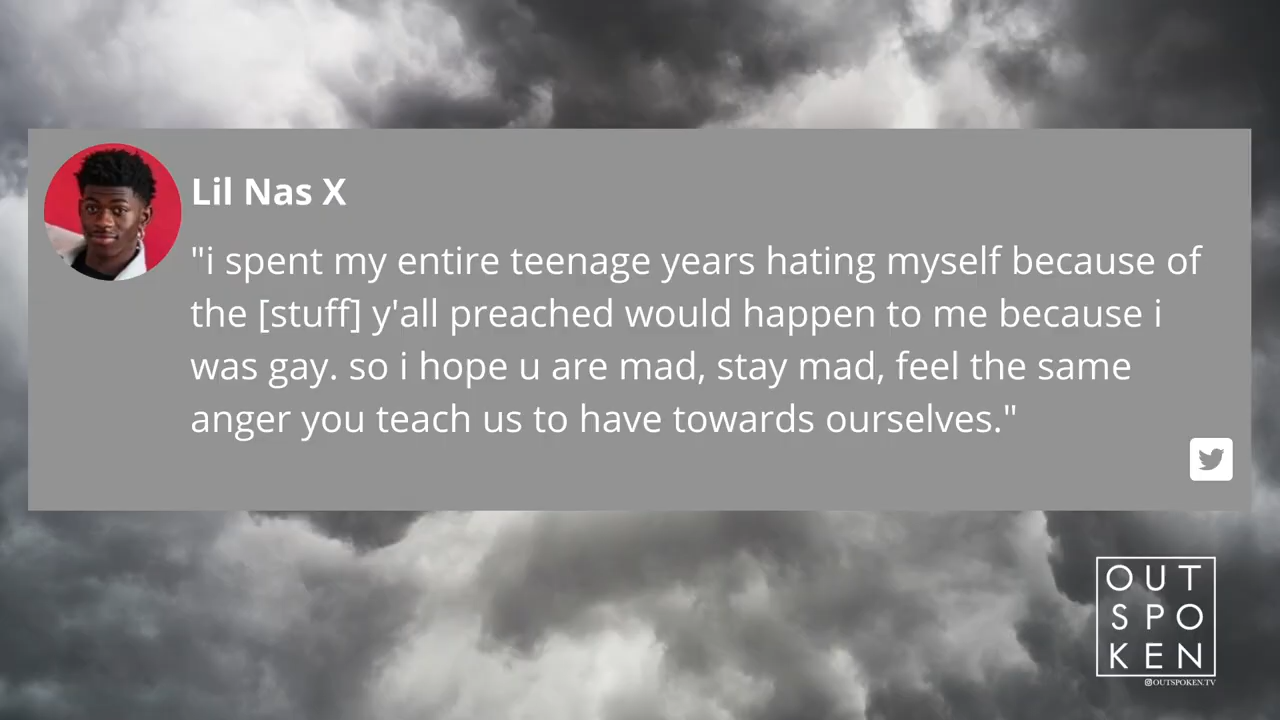 Lil Nas X
"i spent my entire teenage years hating myself because of
the [stuff] y'all preached would happen to me because i
was gay. so i hope u are mad, stay mad, feel the same
anger you teach us to have towards ourselves."
OUT
SPO
KEN
@OUTSPOKEN.TV